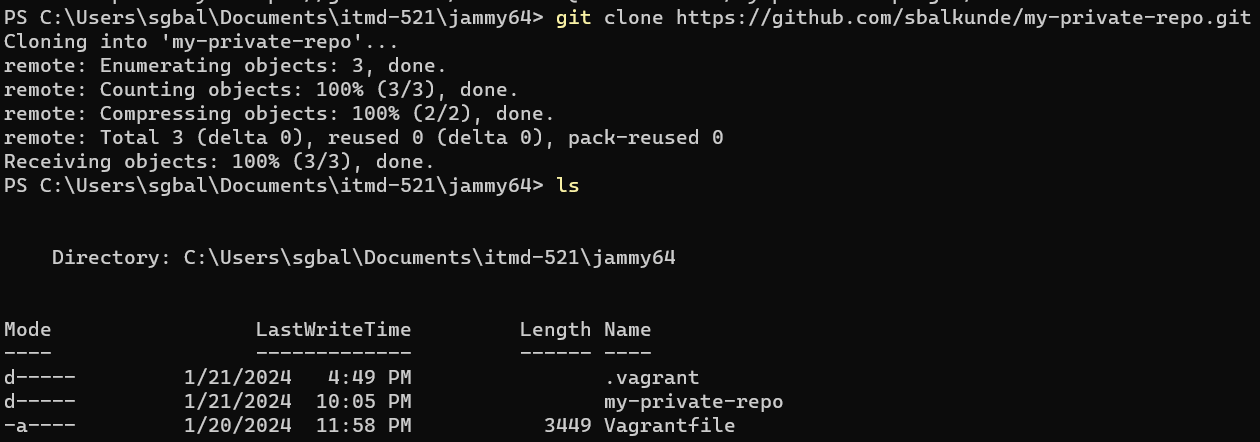 PS C:\Users\sgbal\Documents\itmd-521\jammy64> git clone https://github.com/sbalkunde/my-private-repo.git
Cloning into 'my-private-repo'...
remote: Enumerating objects: 3, done.
remote: Counting objects: 100% (3/3), done.
remote: Compressing objects: 100% (2/2), done.
remote: Total 3 (delta 0), reused 0 (delta 0), pack-reused 0
Receiving objects: 100% (3/3), done.
PS C:\Users\sgbal\Documents\itmd-521\jammy64> ls
    Directory: C:\Users\sgbal\Documents\itmd-521\jammy64
Mode                 LastWriteTime         Length Name
----                 -------------         ------ ----
d-----         1/21/2024   4:49 PM                .vagrant
d-----         1/21/2024  10:05 PM                my-private-repo
-a----         1/20/2024  11:58 PM           3449 Vagrantfile